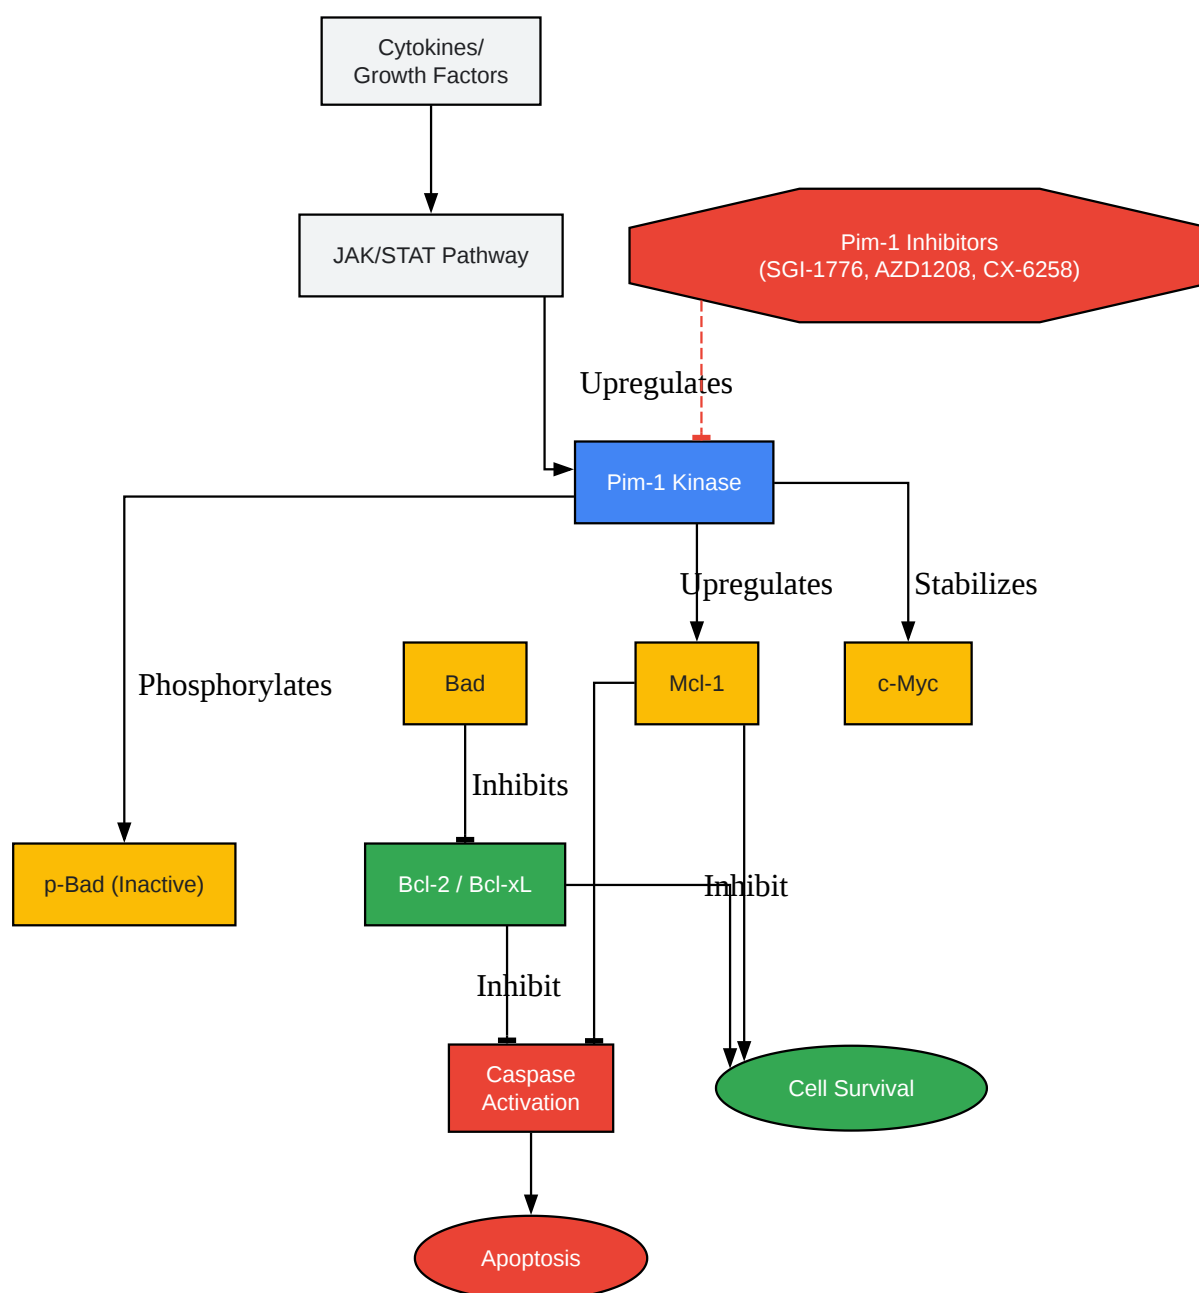 Cytokines/
Growth Factors
JAK/STAT Pathway
Pim-1 Inhibitors
(SGI-1776, AZD1208, CX-6258)
Upregulates
Pim-1 Kinase
Upregulates
Stabilizes
Phosphorylates
Bad
Mcl-1
c-Myc
Inhibits
p-Bad (Inactive)
Bcl-2 / Bcl-xL
Inhibit
Inhibit
Caspase
Activation
Cell Survival
Apoptosis